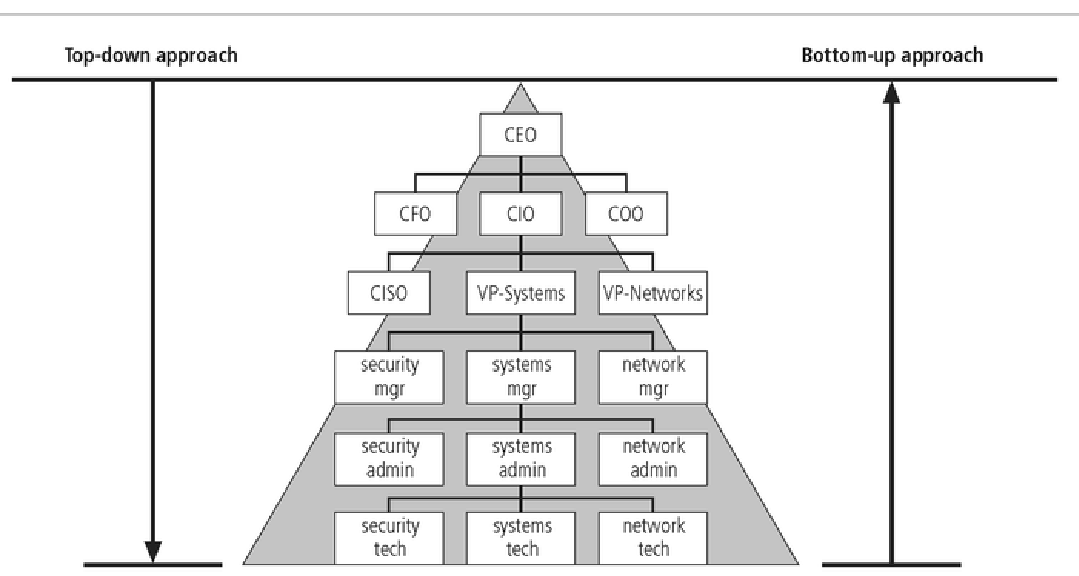 Top-down approach
Bottom-up approach
CEO
CFO
CIO
COO
CISO
VP-Systems
VP-Networks
security
mgr
systems
mgr
network
mgr
security
admin
systems
admin
network
admin
security
tech
systems
tech
network
tech